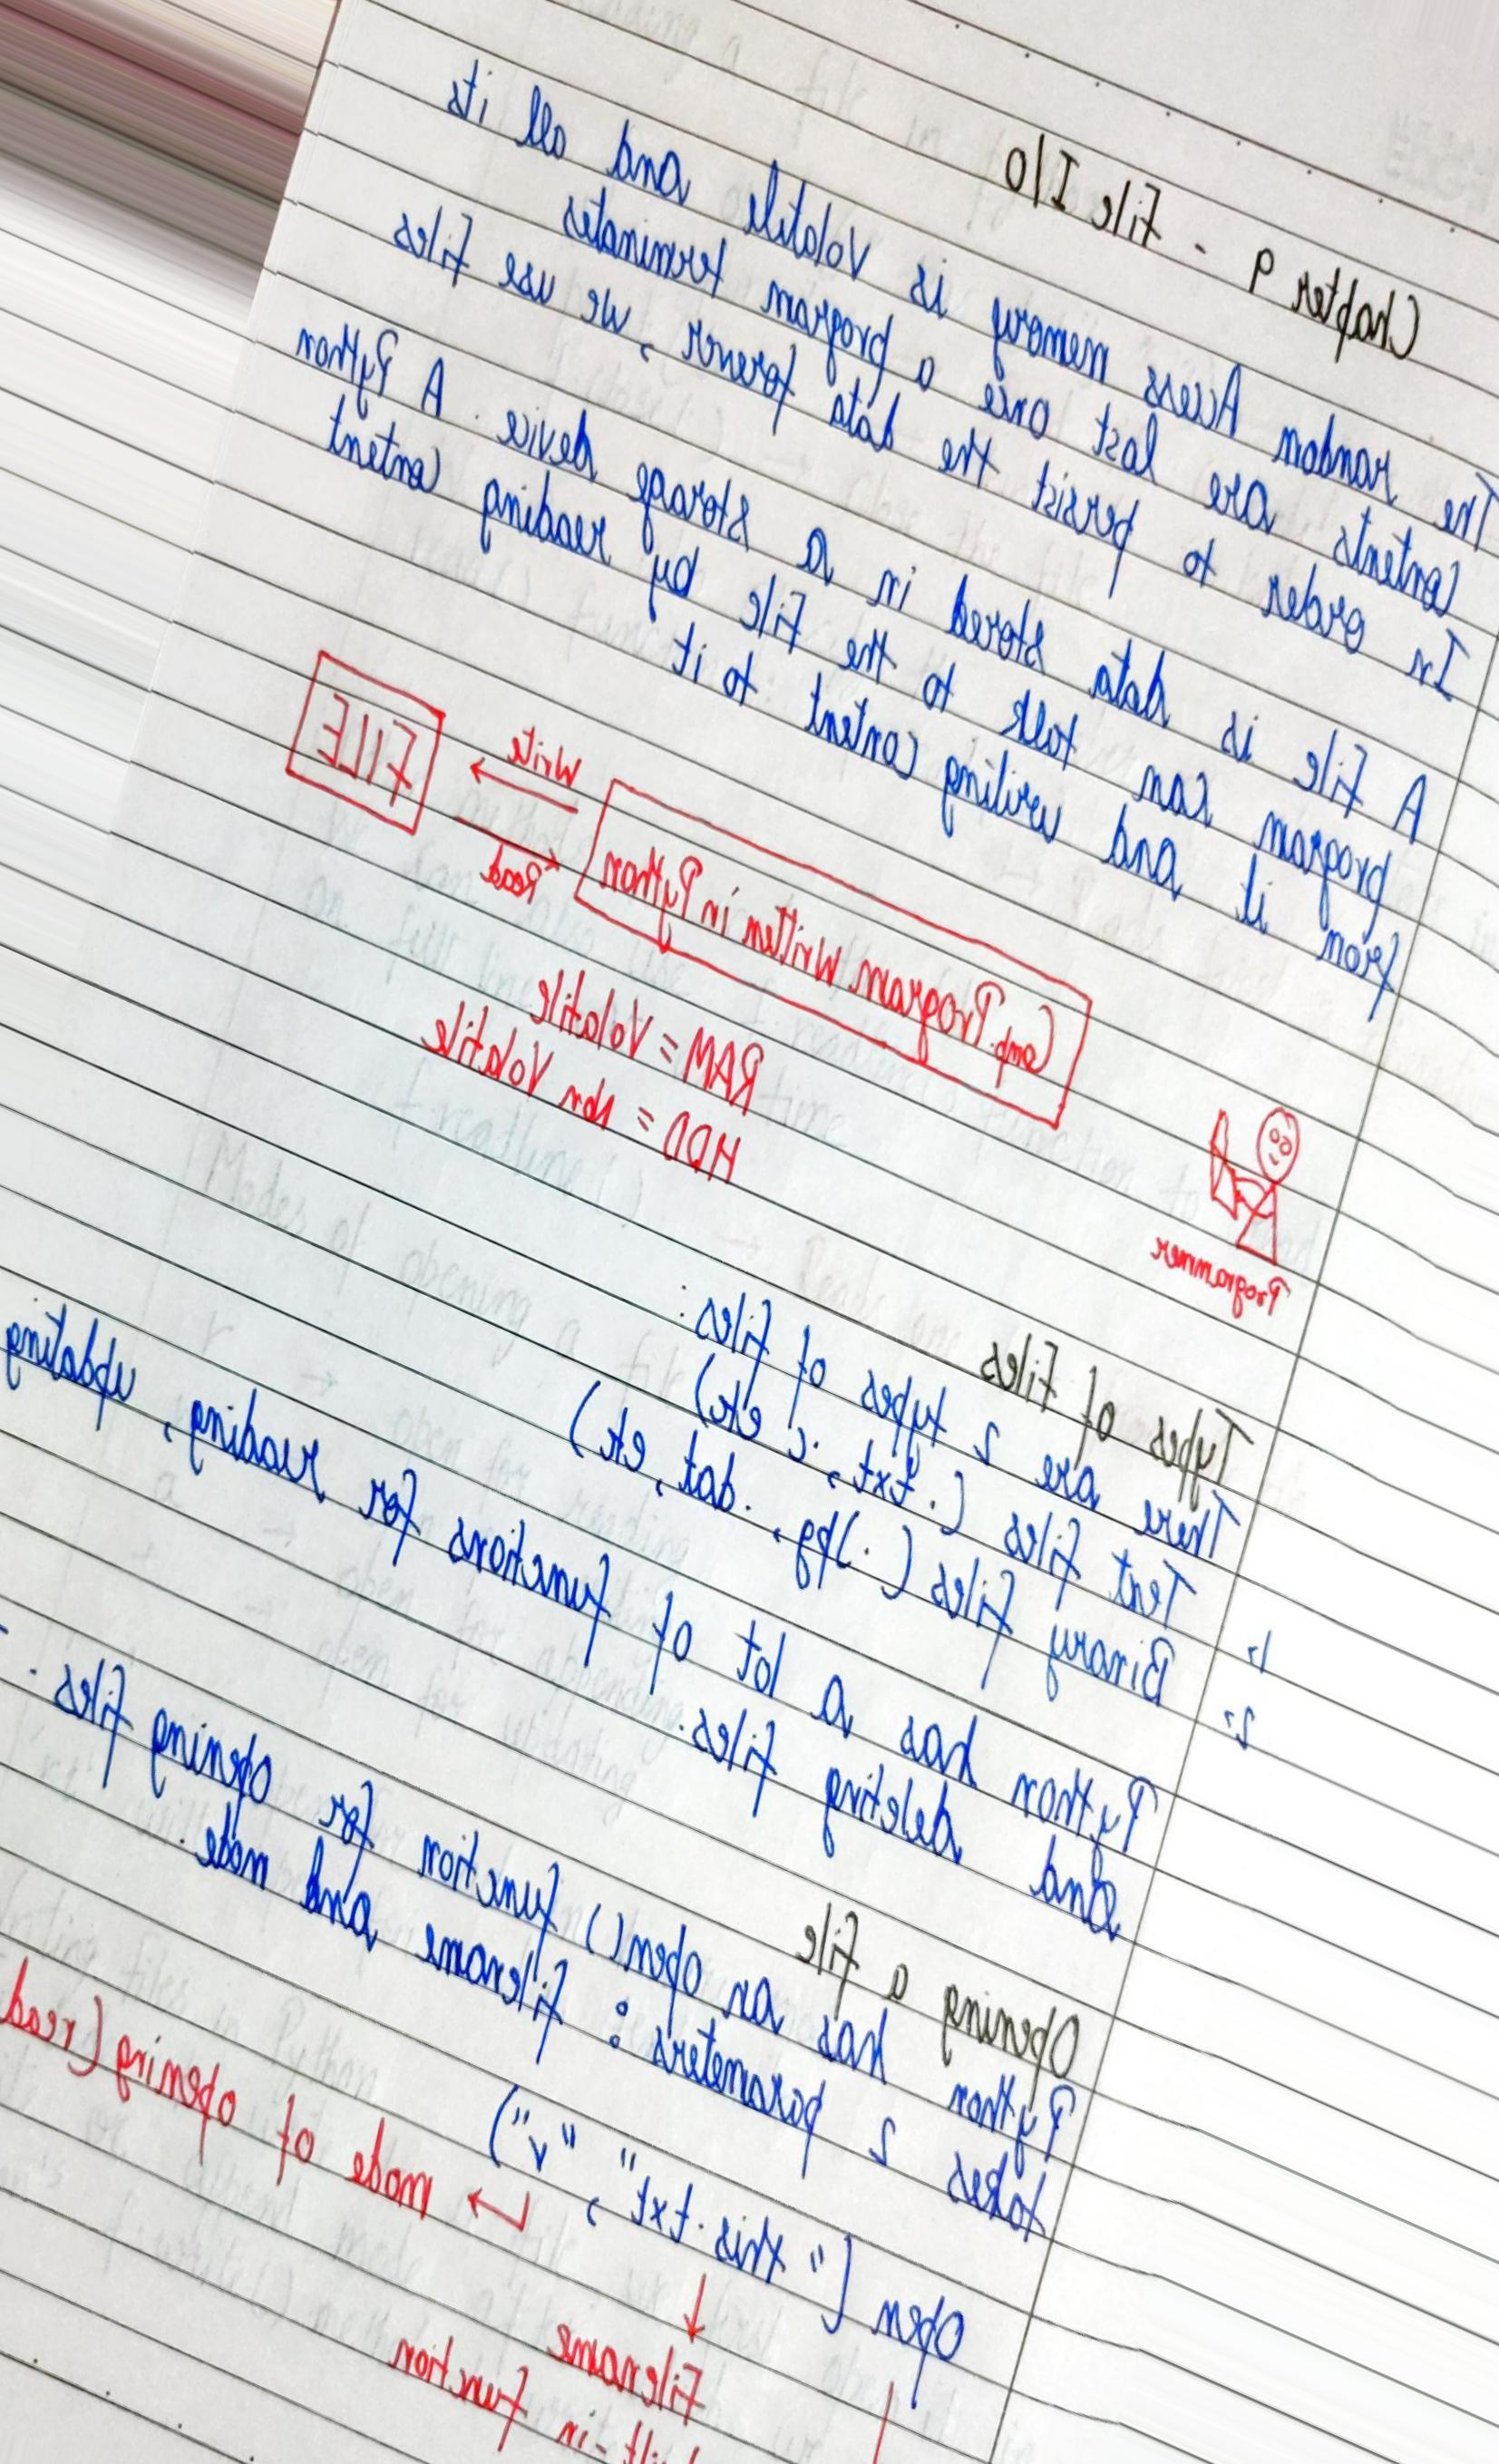 Chapter 9 - File I/O
The random Access memory is volatile and all its
contents are lost once a program terminates
In order to persist the data forever, we use files
A file is data stored in a storage device. A Python
program can talk to the file by reading content
from it and writing content to it
FILE
Write
Read
Comp. Program Written in Python
RAM = Volatile
HDD = Non Volatile
Programmer
Types of Files
There are 2 types of files:
1. Text files (.txt, .c etc)
2. Binary files (.Jpg, .dat, etc)
Python has a lot of functions for reading, updating
and deleting files.
Opening a file
Python has an open() function for opening files.
takes 2 parameters: filename and mode.
open ("this.txt", "r")
mode of opening (read
Filename
in function